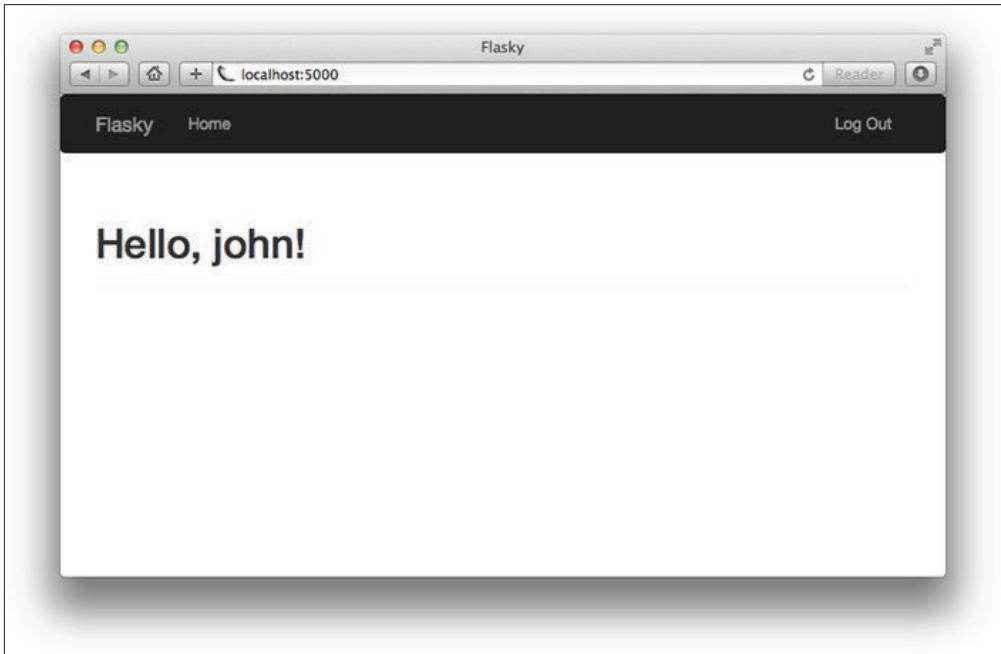 Flasky
localhost:5000
Reader
Flasky
Home
Log Out
Hello, john!